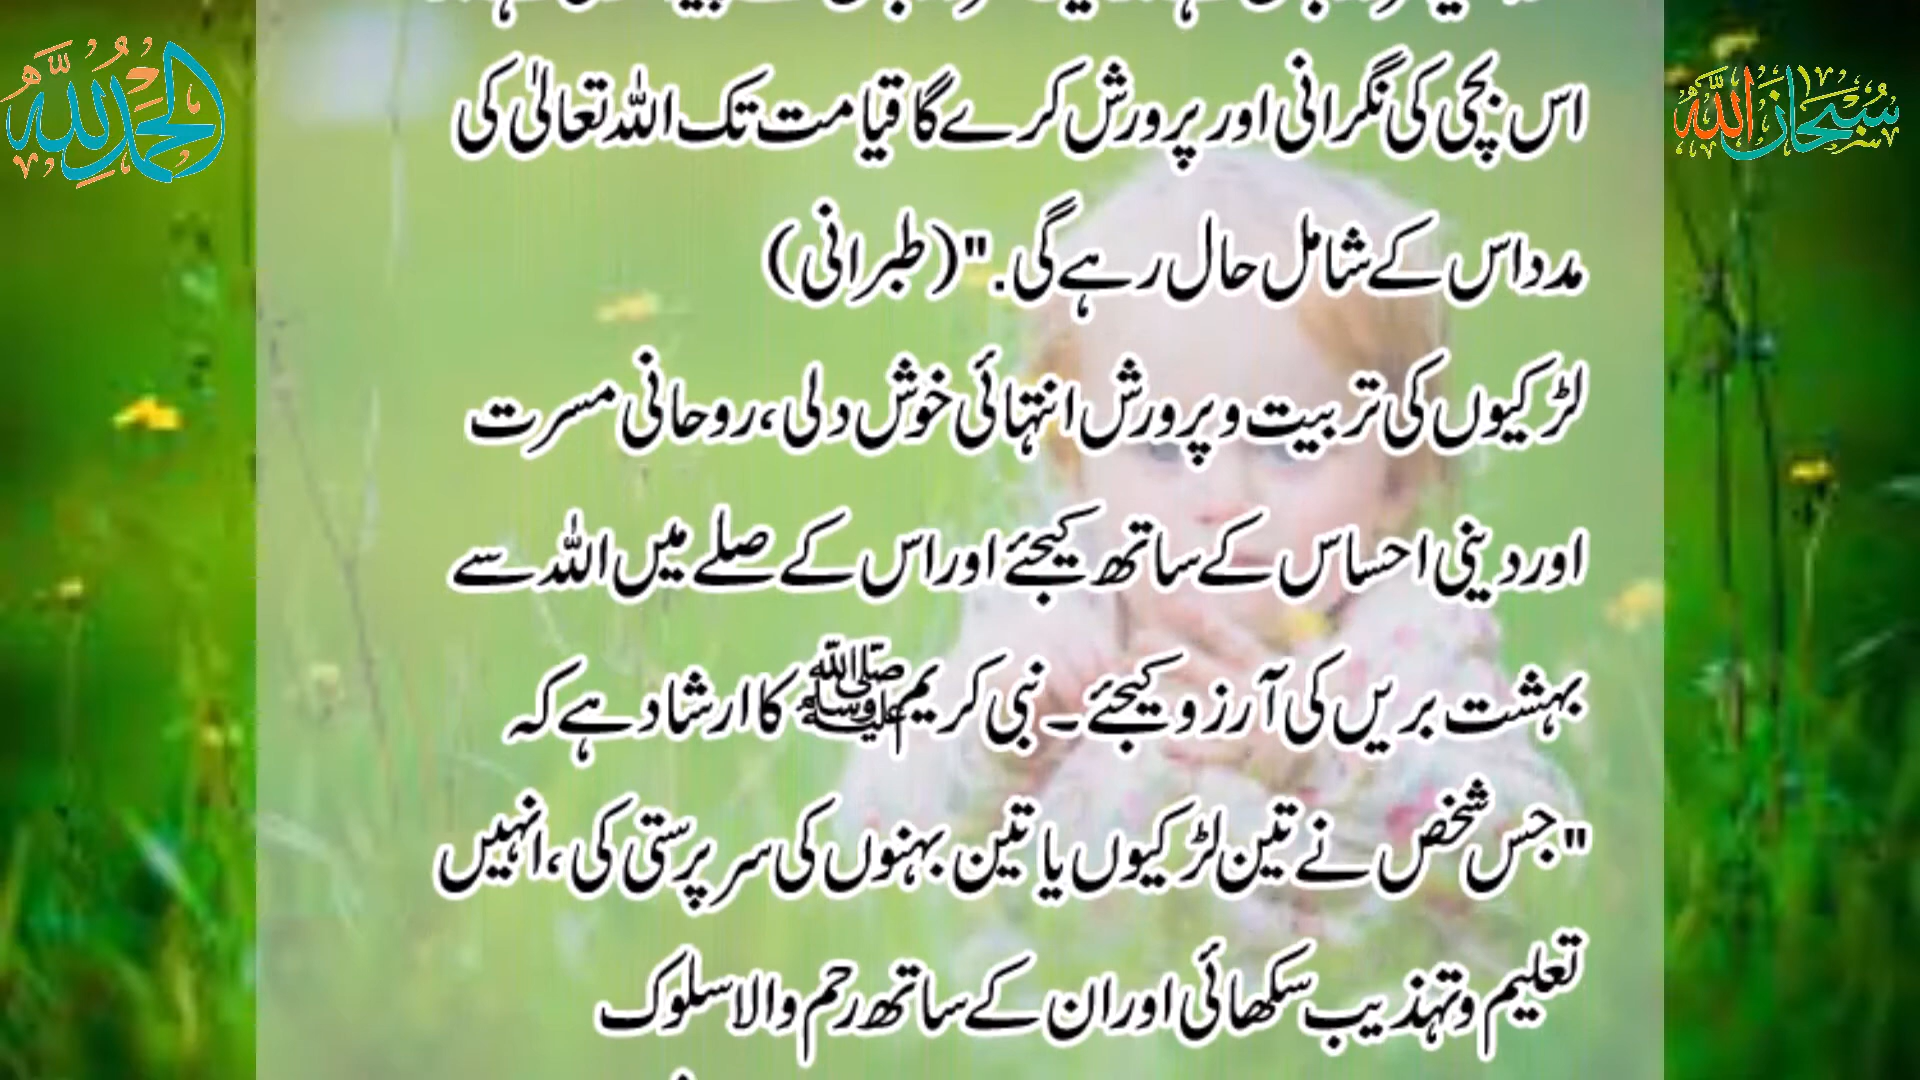 الحمدللہ
سبحان اللہ
اس بچی کی نگرانی اور پرورش کرے گا قیامت تک اللہ تعالیٰ کی
مدد اس کے شامل حال رہے گی ۔" (طبرانی)
لڑکیوں کی تربیت و پرورش انتہائی خوش دلی، روحانی مسرت
اور دینی احساس کے ساتھ کیجئے اور اس کے صلے میں اللہ سے
بہشت بریں کی آرزو کیجئے۔ نبی کریم ﷺ کا ارشاد ہے کہ
"جس شخص نے تین لڑکیوں یا تین بہنوں کی سرپرستی کی، انہیں
تعلیم و تہذیب سکھائی اور ان کے ساتھ رحم والا سلوک